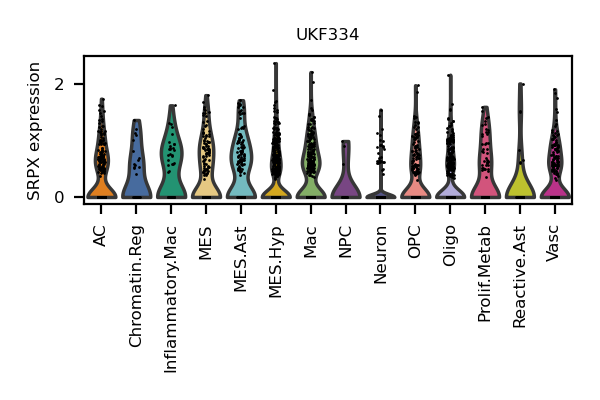 UKF334
SRPX expression
2
0
AC
Chromatin.Reg
Inflammatory.Mac
MES
MES.Ast
MES.Hyp
Mac
NPC
Neuron
OPC
Oligo
Prolif.Metab
Reactive.Ast
Vasc